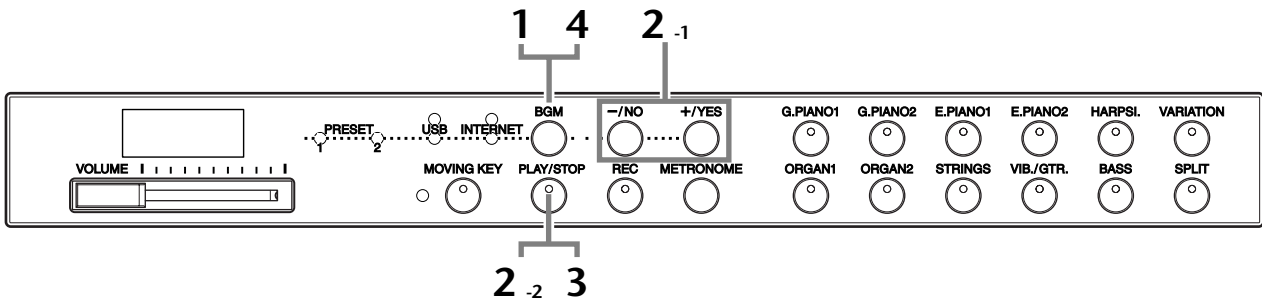 1 4 2 -1
BGM -/NO +/YES G.PIANO1 G.PIANO2 E.PIANO1 E.PIANO2 HARPSI. VARIATION
PRESET USB INTERNET
1 2
VOLUME MOVING KEY PLAY/STOP REC METRONOME ORGAN1 ORGAN2 STRINGS VIB./GTR. BASS SPLIT
2 -2 3